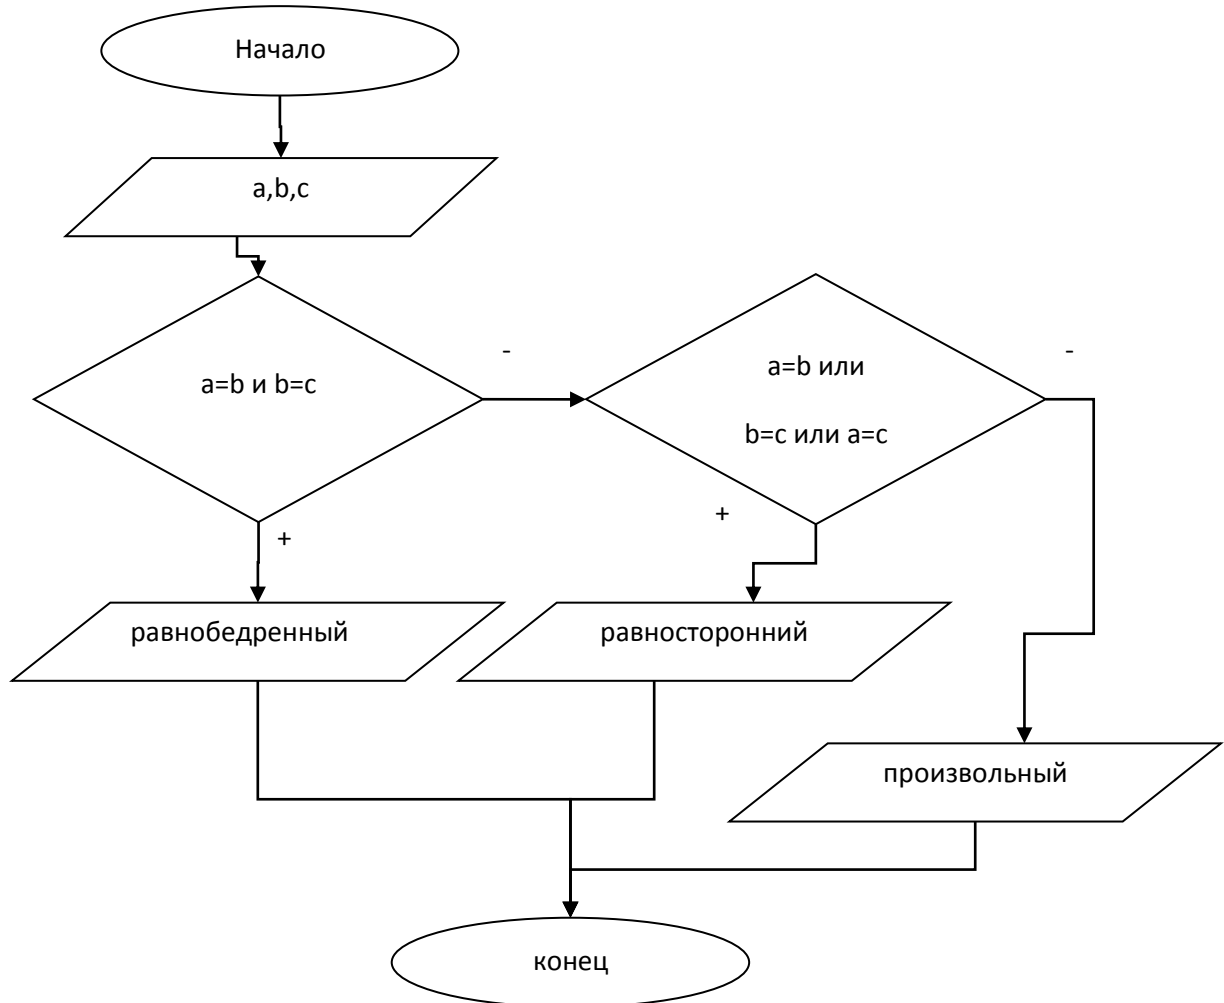 Начало
a,b,c
a=b и b=c
-
a=b или
b=c или a=c
-
+
+
равнобедренный
равносторонний
произвольный
конец